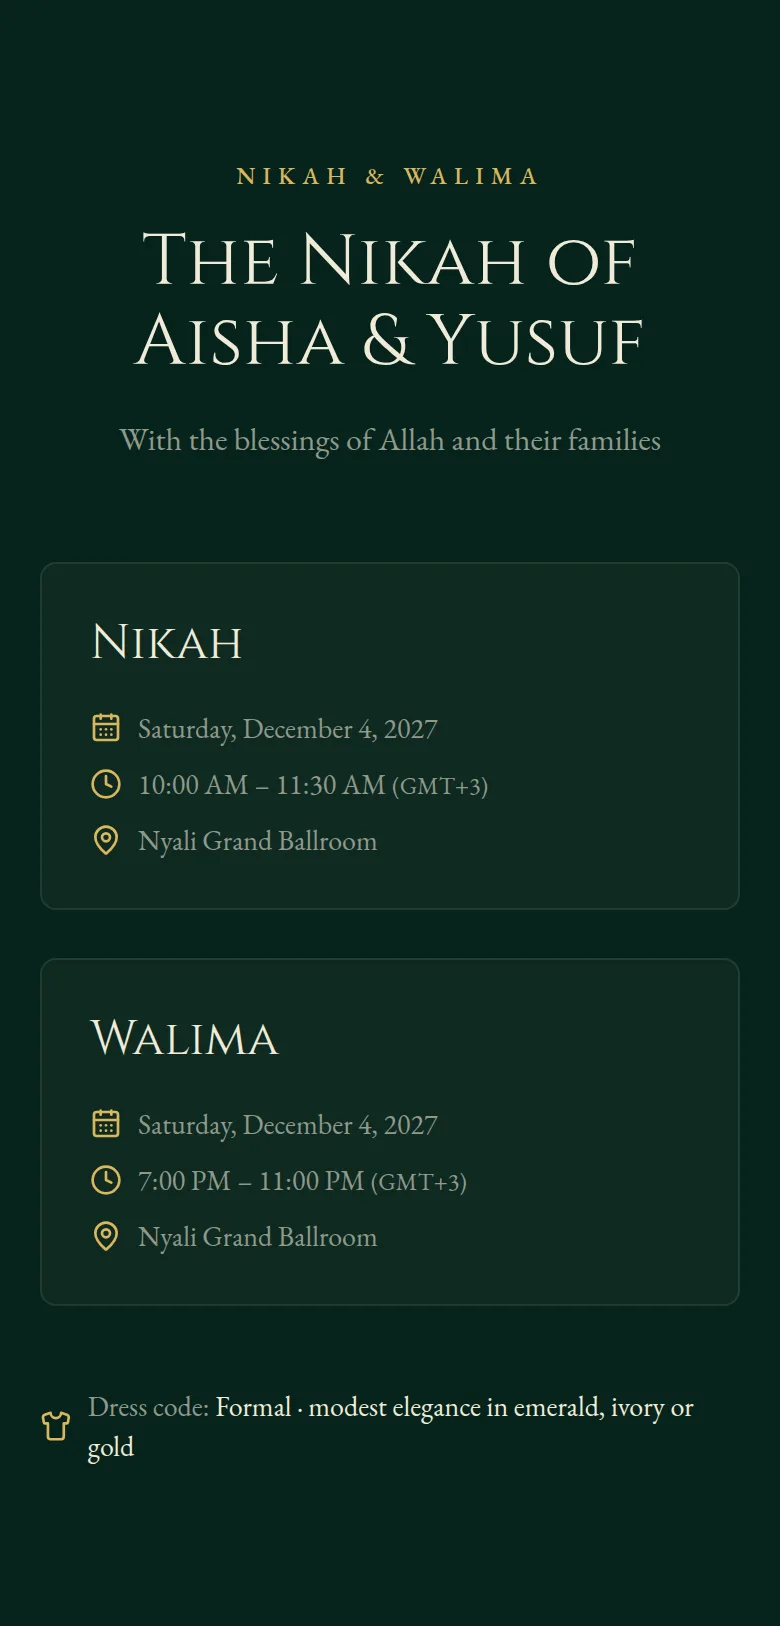 NIKAH & WALIMA
The Nikah of
Aisha & Yusuf
With the blessings of Allah and their families
Nikah
Saturday, December 4, 2027
10:00 AM – 11:30 AM (GMT+3)
Nyali Grand Ballroom
Walima
Saturday, December 4, 2027
7:00 PM – 11:00 PM (GMT+3)
Nyali Grand Ballroom
Dress code: Formal · modest elegance in emerald, ivory or
gold